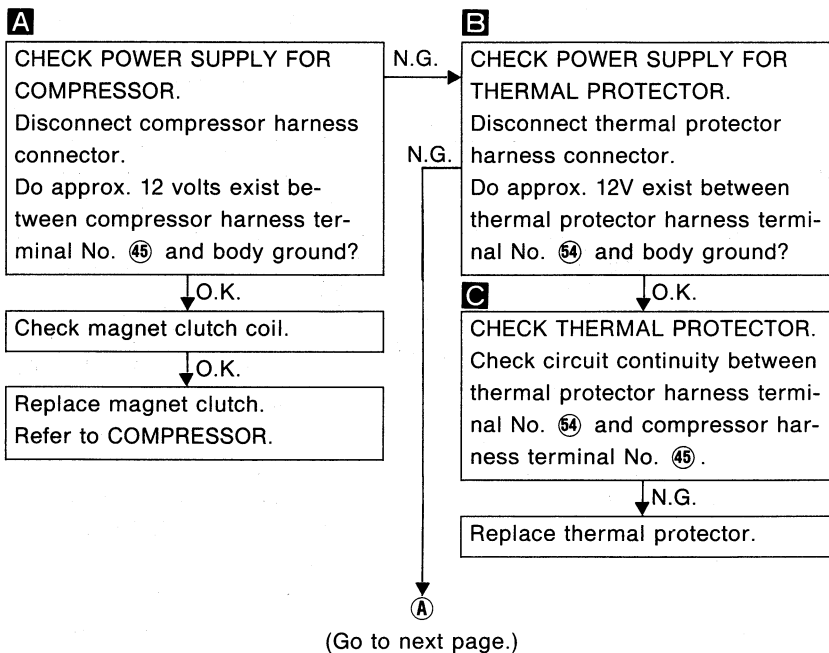 A
CHECK POWER SUPPLY FOR
COMPRESSOR.
Disconnect compressor harness
connector.
Do approx. 12 volts exist be-
tween compressor harness ter-
minal No. ㊺ and body ground?
O.K.
Check magnet clutch coil.
O.K.
Replace magnet clutch.
Refer to COMPRESSOR.
N.G.
B
CHECK POWER SUPPLY FOR
THERMAL PROTECTOR.
Disconnect thermal protector
harness connector.
Do approx. 12V exist between
thermal protector harness termi-
nal No. 54 and body ground?
N.G.
O.K.
C
CHECK THERMAL PROTECTOR.
Check circuit continuity between
thermal protector harness termi-
nal No. 54 and compressor har-
ness terminal No. ㊺.
N.G.
Replace thermal protector.
Ⓐ
(Go to next page.)